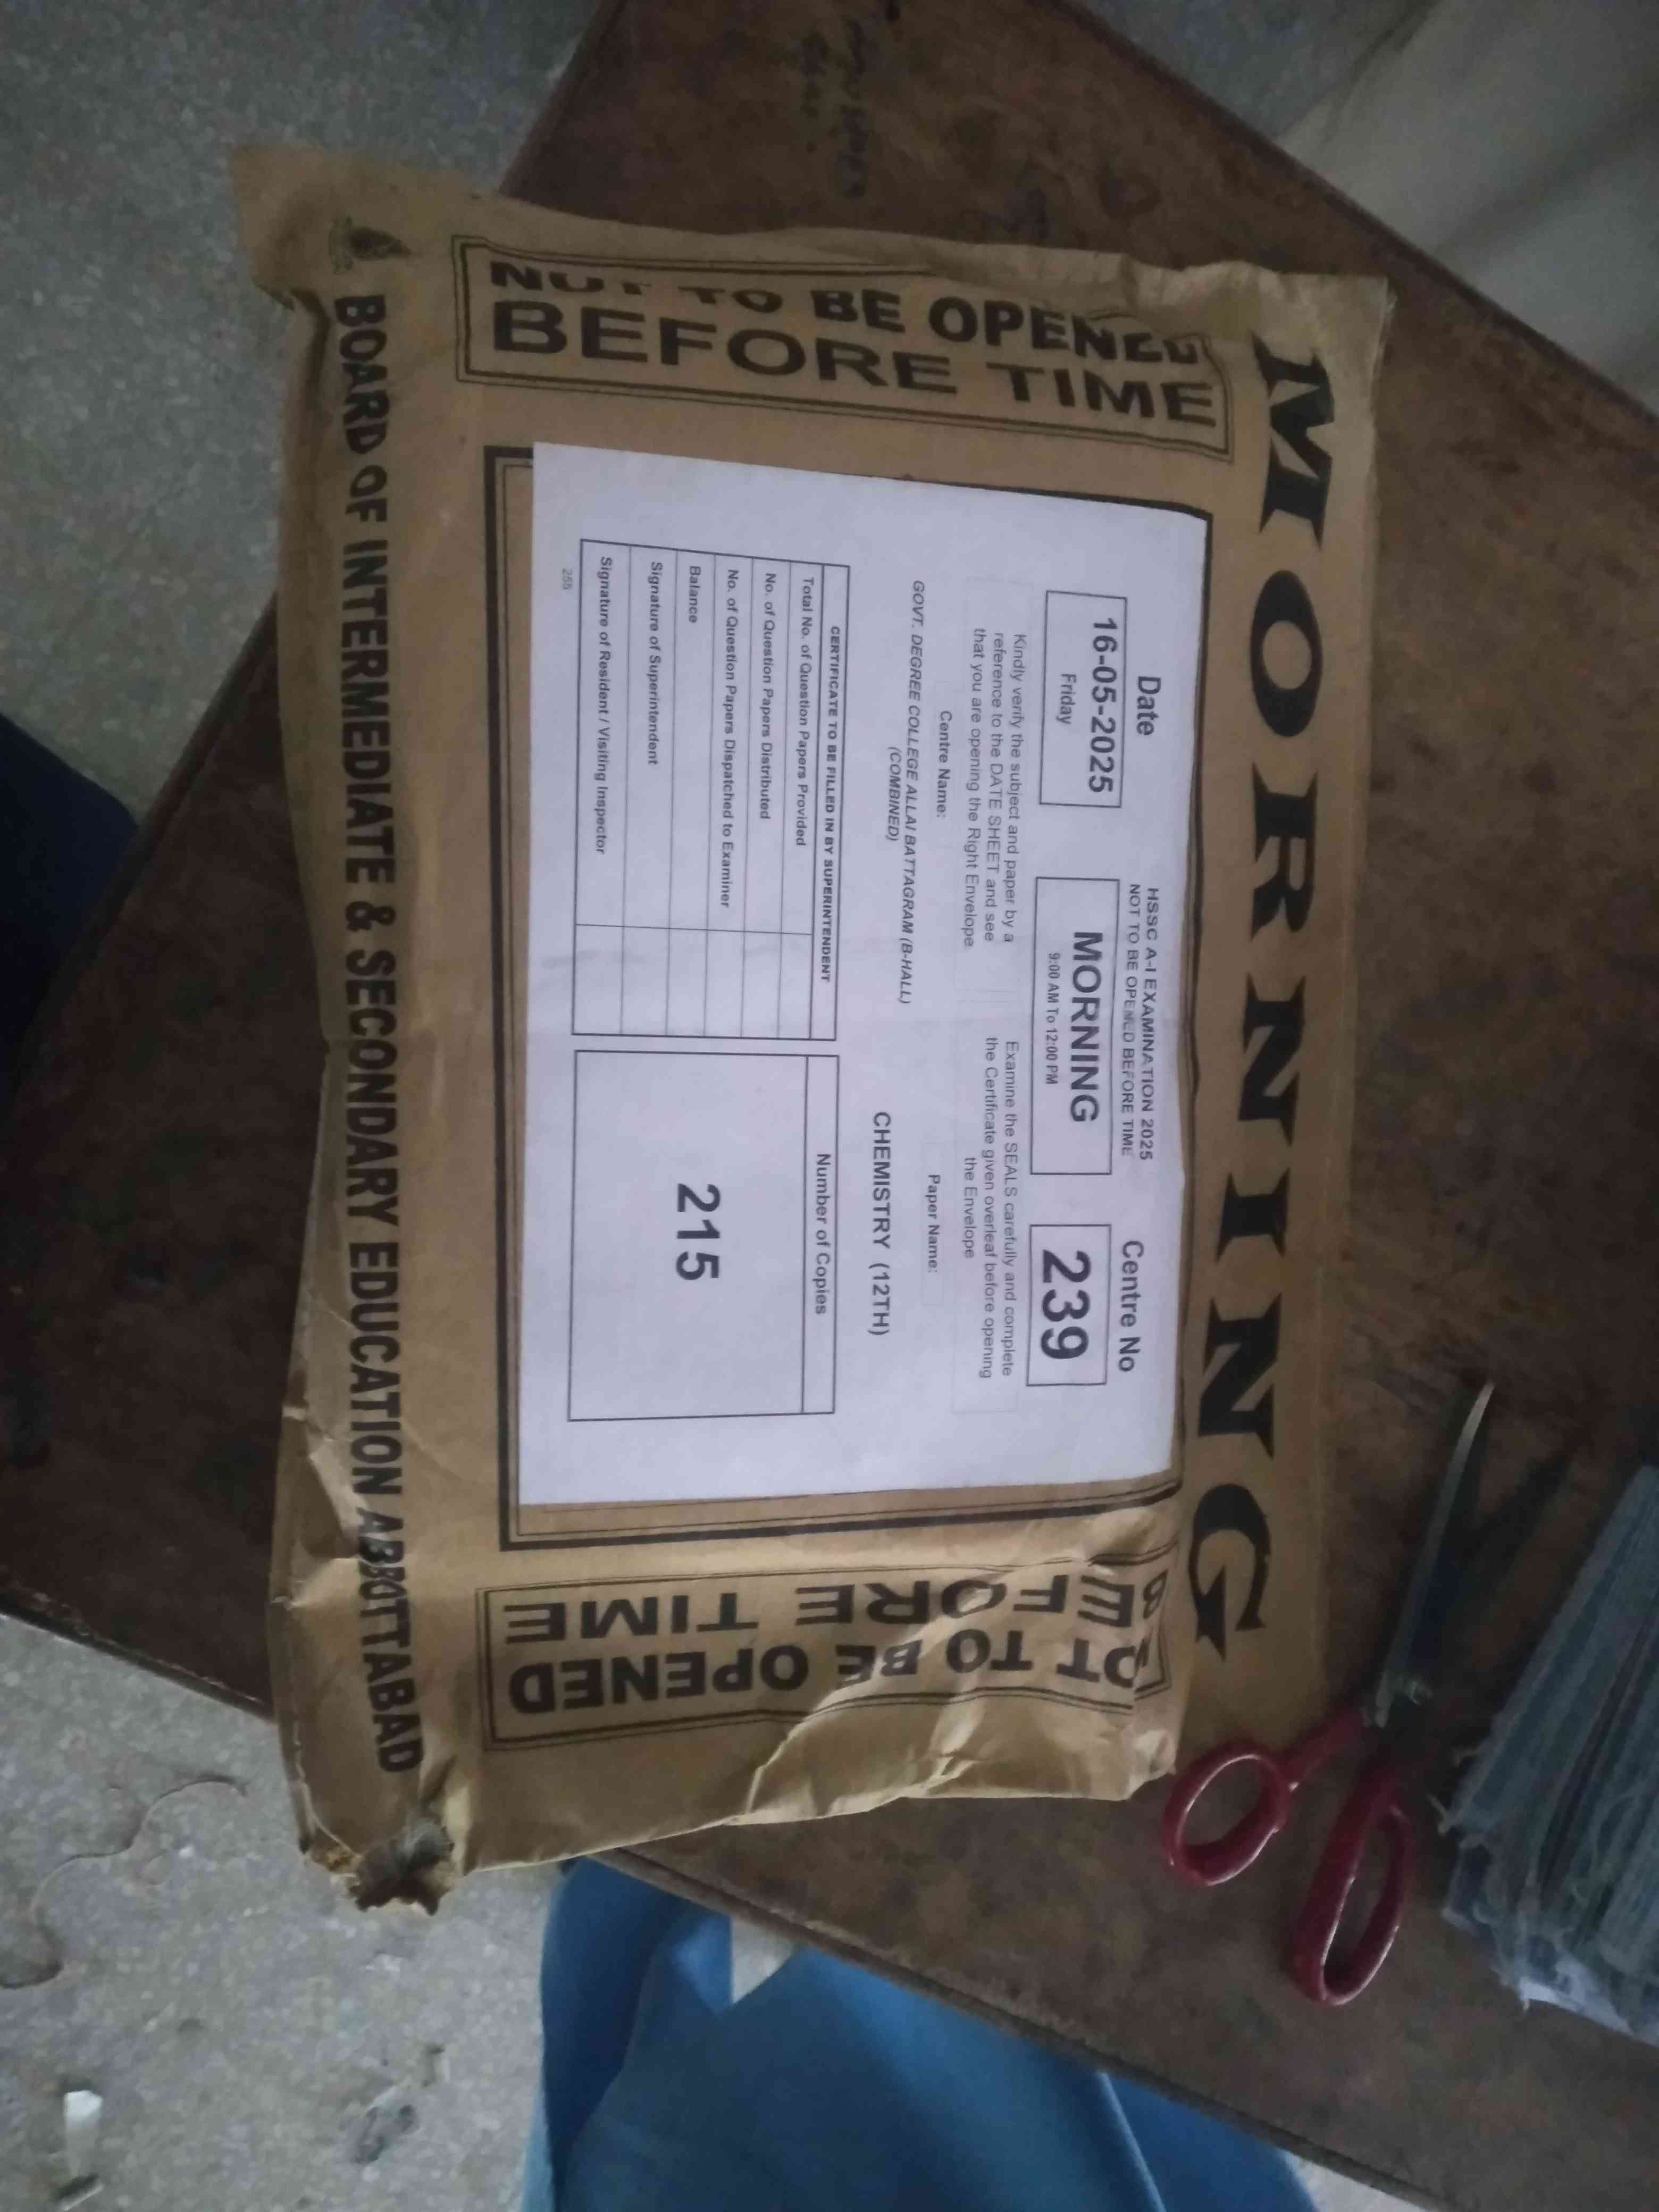 MORNING
NOT TO BE OPENED
BEFORE TIME
HSSC A-I EXAMINATION 2025
NOT TO BE OPENED BEFORE TIME
Date
16-05-2025
Friday
MORNING
9:00 AM To 12:00 PM
Centre No
239
Kindly verify the subject and paper by a
reference to the DATE SHEET and see
that you are opening the Right Envelope.
Examine the SEALS carefully and complete
the Certificate given overleaf before opening
the Envelope
Centre Name:
GOVT. DEGREE COLLEGE ALLAI BATTAGRAM (B-HALL)
(COMBINED)
Paper Name:
CHEMISTRY (12TH)
CERTIFICATE TO BE FILLED IN BY SUPERINTENDENT
Total No. of Question Papers Provided
No. of Question Papers Distributed
No. of Question Papers Dispatched to Examiner
Balance
Signature of Superintendent
Signature of Resident / Visiting Inspector
Number of Copies
215
255
OT TO BE OPENED
BEFORE TIME
BOARD OF INTERMEDIATE & SECONDARY EDUCATION ABBOTTABAD